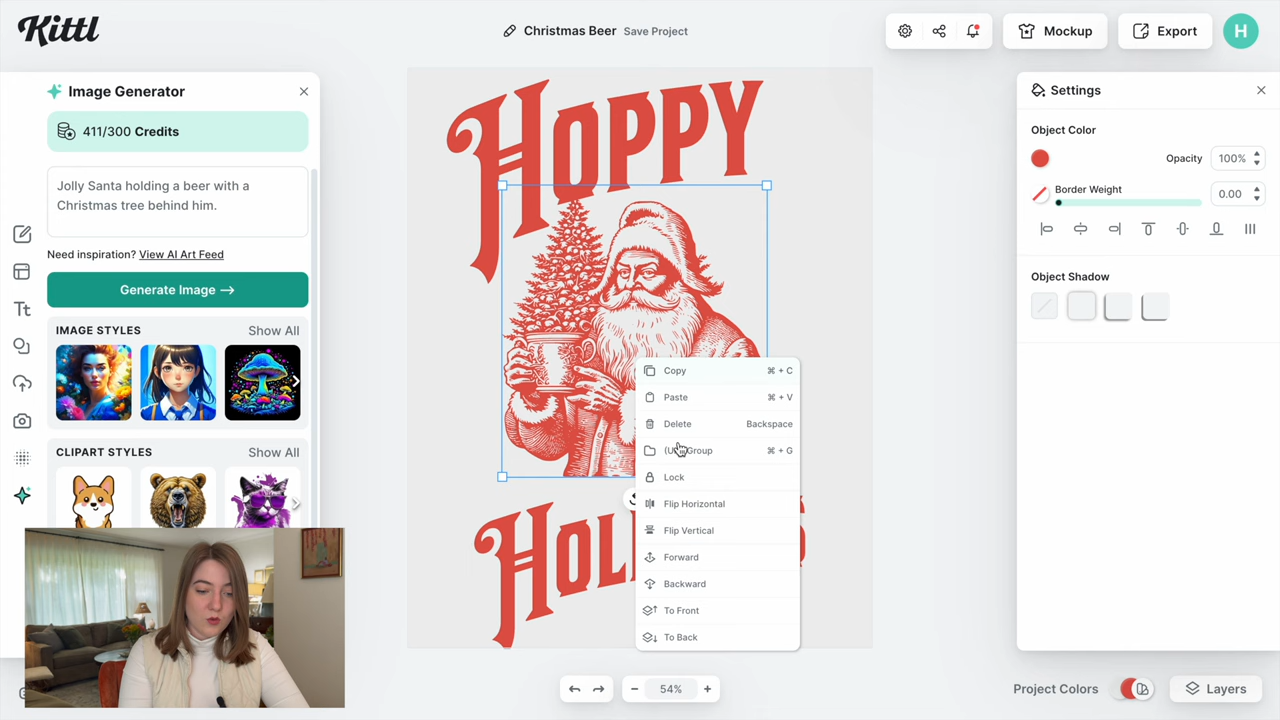 Kittl
Christmas Beer Save Project
Mockup
Export
H
Image Generator
411/300 Credits
Jolly Santa holding a beer with a
Christmas tree behind him.
Need inspiration? View AI Art Feed
Generate Image →
IMAGE STYLES Show All
CLIPART STYLES Show All
Tt
HOPPY
HOL
Copy ⌘ + C
Paste ⌘ + V
Delete Backspace
Group ⌘ + G
Lock
Flip Horizontal
Flip Vertical
Forward
Backward
To Front
To Back
54%
Settings
Object Color
Opacity 100%
Border Weight 0.00
Object Shadow
Project Colors
Layers